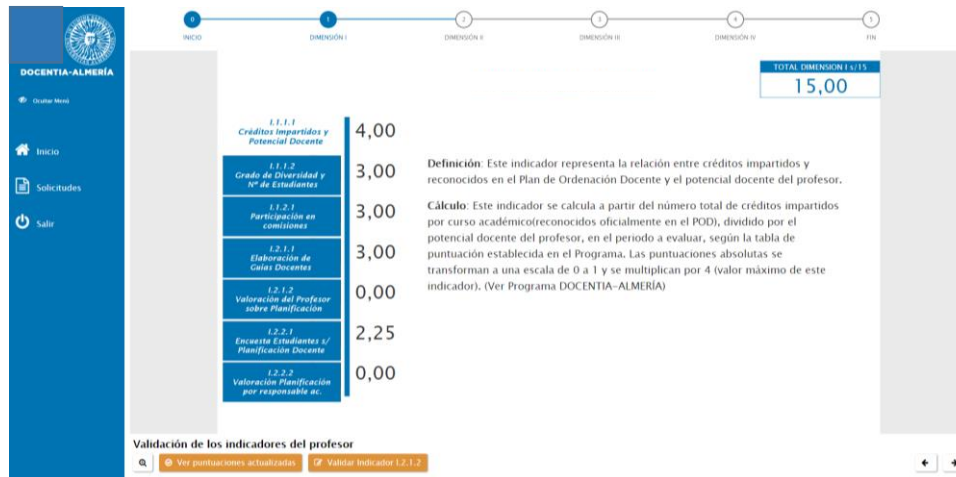 DOCENTIA-ALMERÍA
Ocultar Menú
Inicio
Solicitudes
Salir
0
1
2
3
4
5
INICIO
DIMENSIÓN I
DIMENSIÓN II
DIMENSIÓN III
DIMENSIÓN IV
FIN
TOTAL DIMENSION I s/15
15,00
I.1.1.1
Créditos Impartidos y
Potencial Docente
4,00
I.1.1.2
Grado de Diversidad y
Nº de Estudiantes
3,00
I.1.2.1
Participación en
comisiones
3,00
I.2.1.1
Elaboración de
Guías Docentes
3,00
I.2.1.2
Valoración del Profesor
sobre Planificación
0,00
I.2.2.1
Encuesta Estudiantes s/
Planificación Docente
2,25
I.2.2.2
Valoración Planificación
por responsable ac.
0,00
Definición: Este indicador representa la relación entre créditos impartidos y
reconocidos en el Plan de Ordenación Docente y el potencial docente del profesor.
Cálculo: Este indicador se calcula a partir del número total de créditos impartidos
por curso académico(reconocidos oficialmente en el POD), dividido por el
potencial docente del profesor, en el periodo a evaluar, según la tabla de
puntuación establecida en el Programa. Las puntuaciones absolutas se
transforman a una escala de 0 a 1 y se multiplican por 4 (valor máximo de este
indicador). (Ver Programa DOCENTIA-ALMERÍA)
Validación de los indicadores del profesor
Ver puntuaciones actualizadas
Validar Indicador I.2.1.2